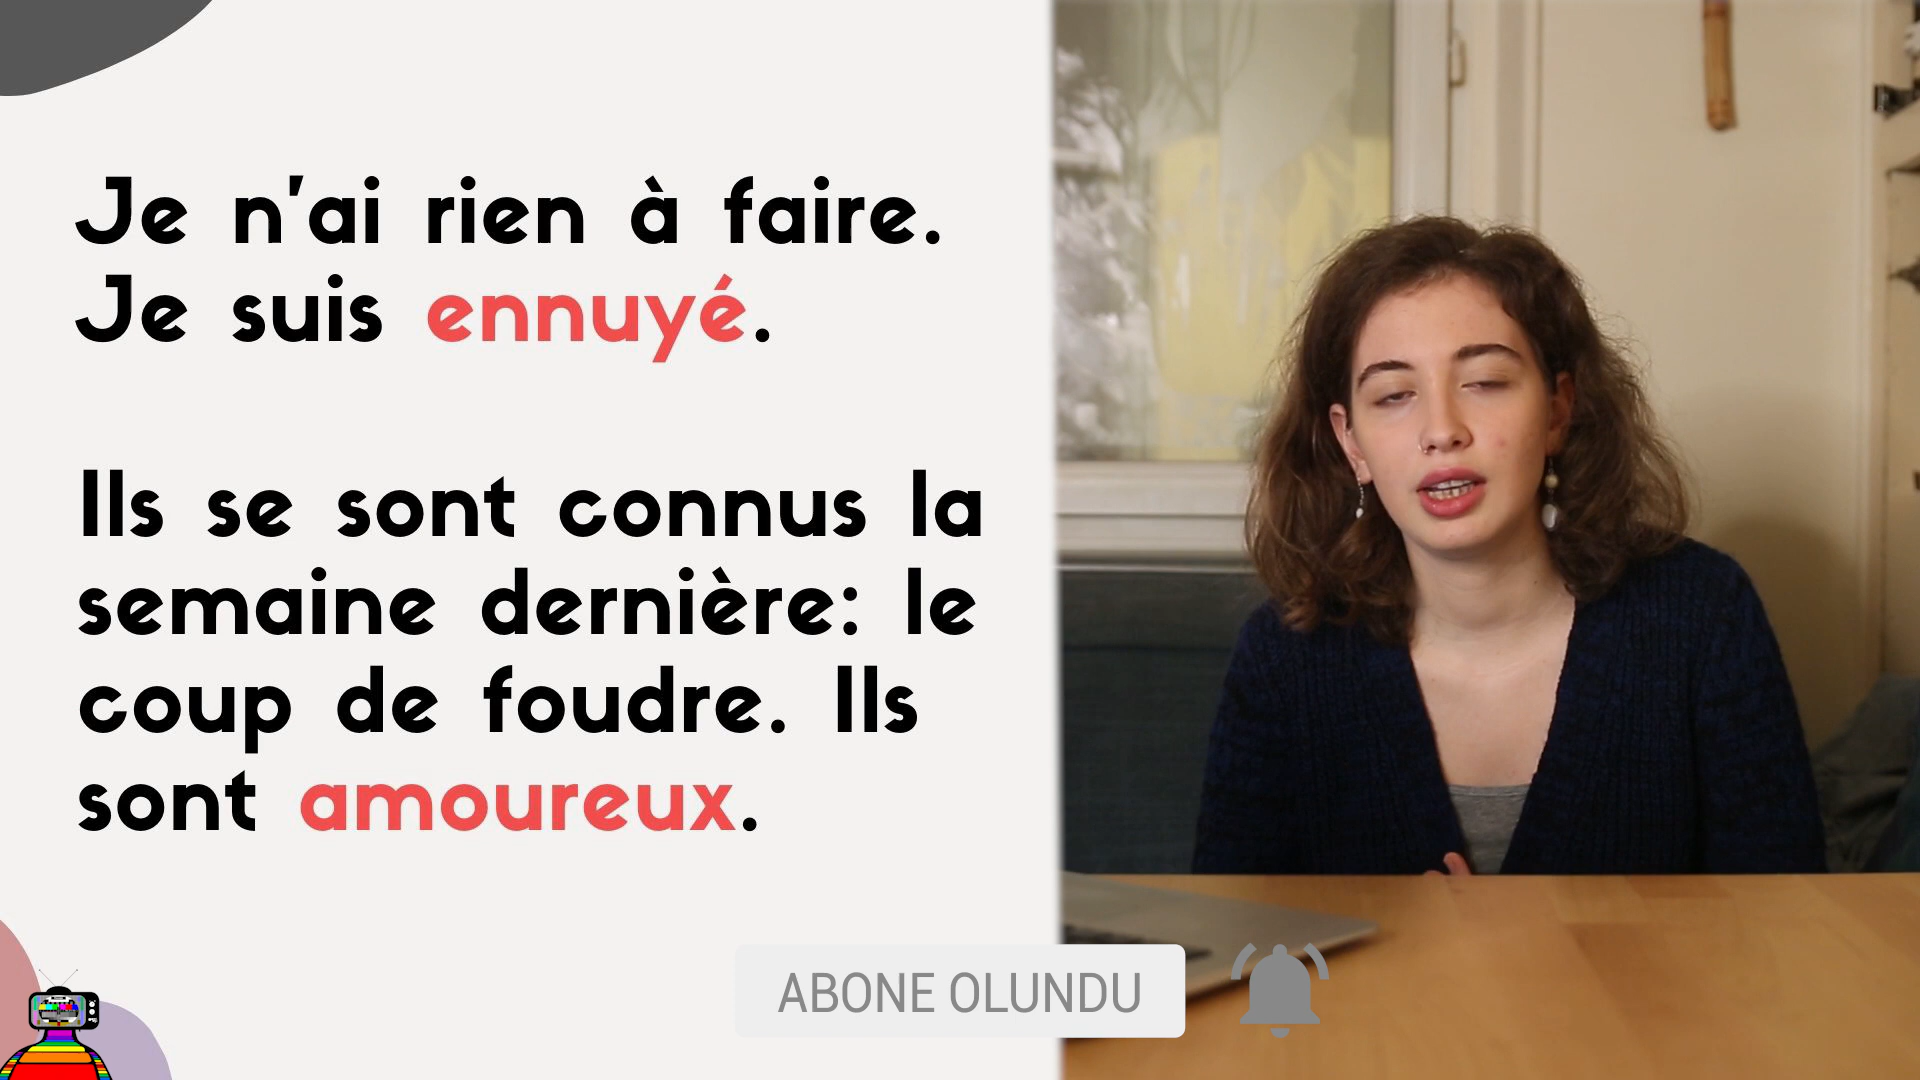 Je n'ai rien à faire.
Je suis ennuyé.
Ils se sont connus la
semaine dernière: le
coup de foudre. Ils
sont amoureux.
ABONE OLUNDU